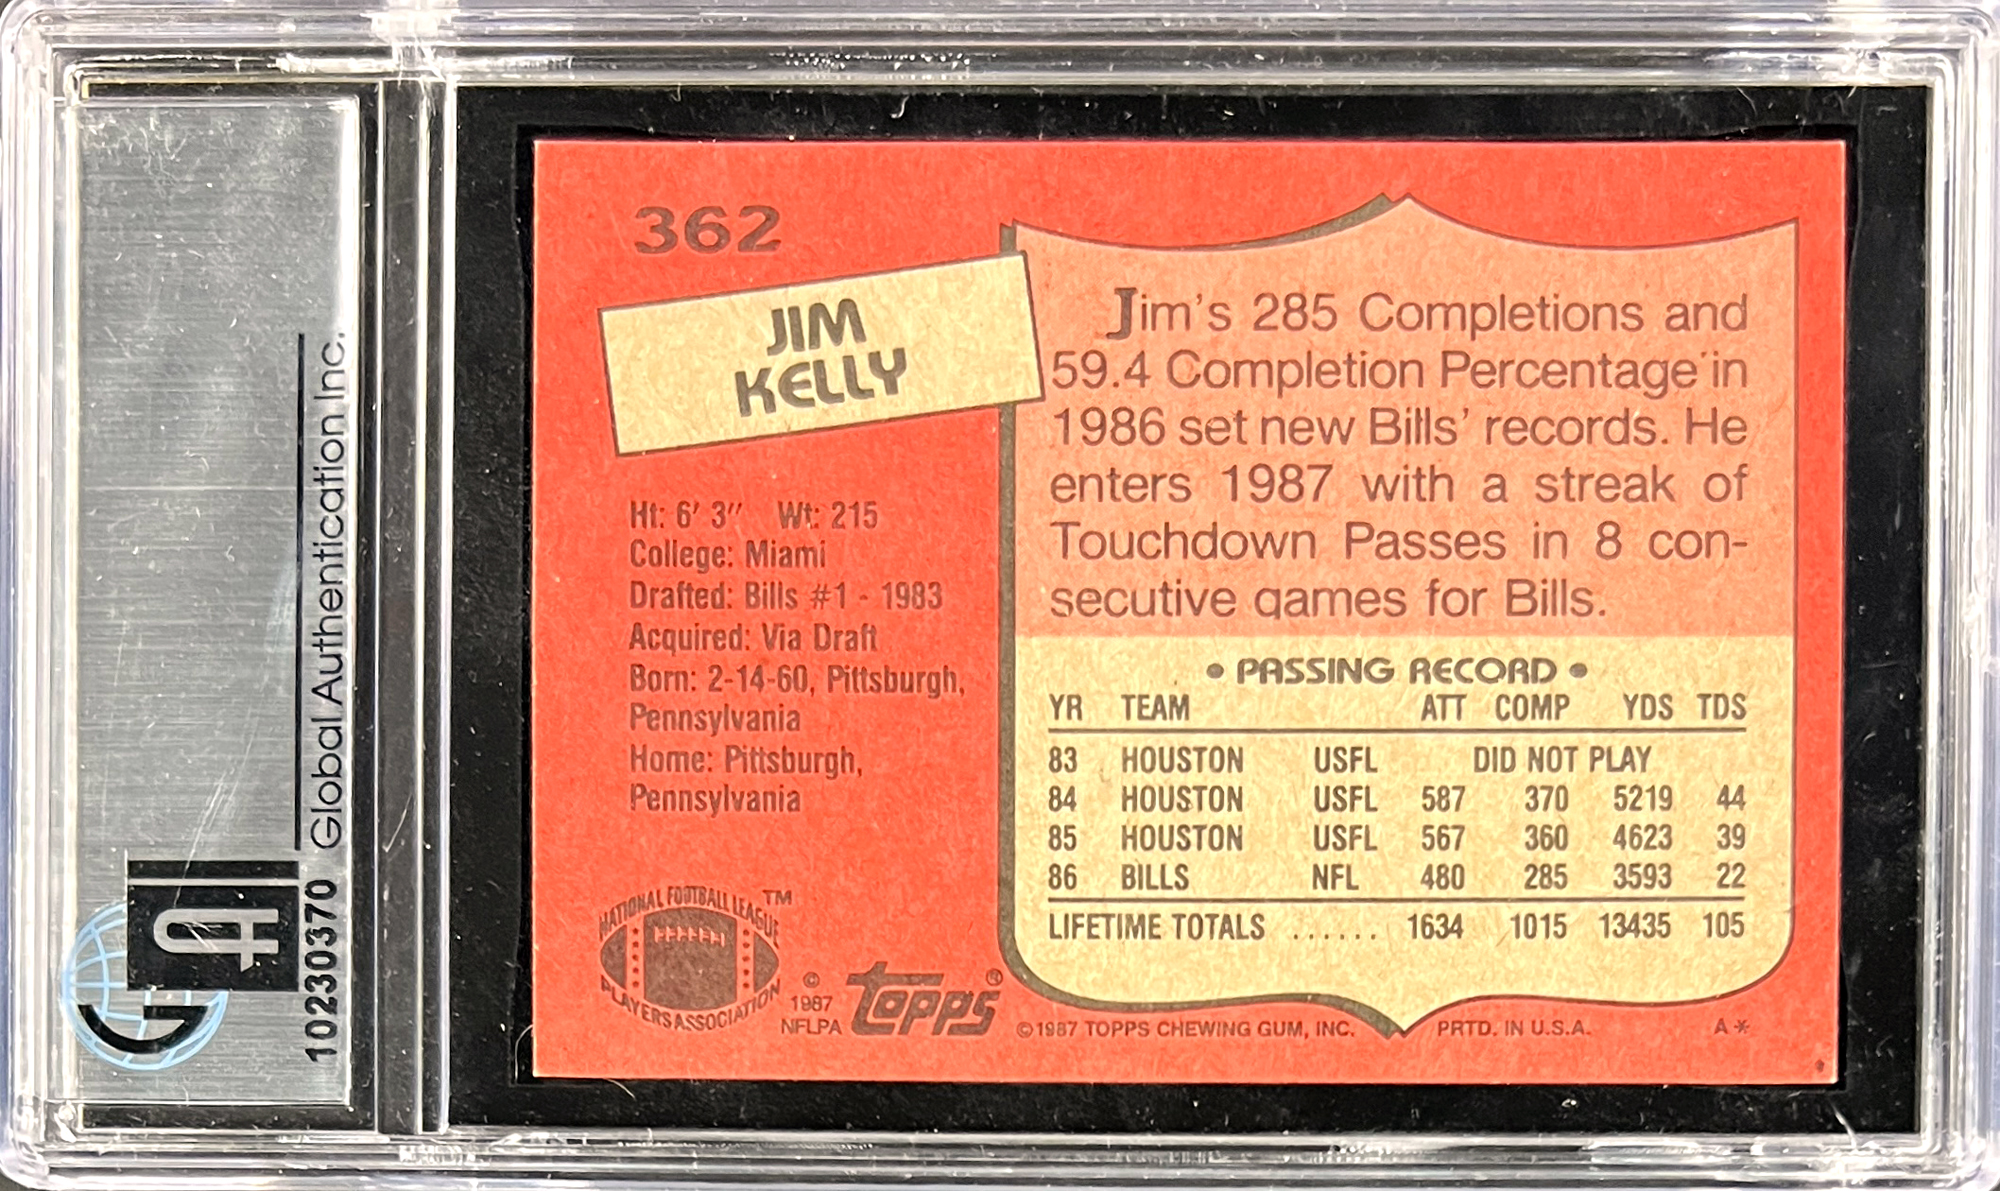 Global Authentication Inc.
10230370
GA
362
JIM
KELLY
Ht: 6' 3" Wt: 215
College: Miami
Drafted: Bills #1 - 1983
Acquired: Via Draft
Born: 2-14-60, Pittsburgh,
Pennsylvania
Home: Pittsburgh,
Pennsylvania
NATIONAL FOOTBALL LEAGUE ™
PLAYERS ASSOCIATION
©
1987
NFLPA
topps®
Jim's 285 Completions and
59.4 Completion Percentage in
1986 set new Bills' records. He
enters 1987 with a streak of
Touchdown Passes in 8 con-
secutive games for Bills.
• PASSING RECORD •
YR TEAM ATT COMP YDS TDS
83 HOUSTON USFL DID NOT PLAY
84 HOUSTON USFL 587 370 5219 44
85 HOUSTON USFL 567 360 4623 39
86 BILLS NFL 480 285 3593 22
LIFETIME TOTALS ...... 1634 1015 13435 105
©1987 TOPPS CHEWING GUM, INC. PRTD. IN U.S.A. A*